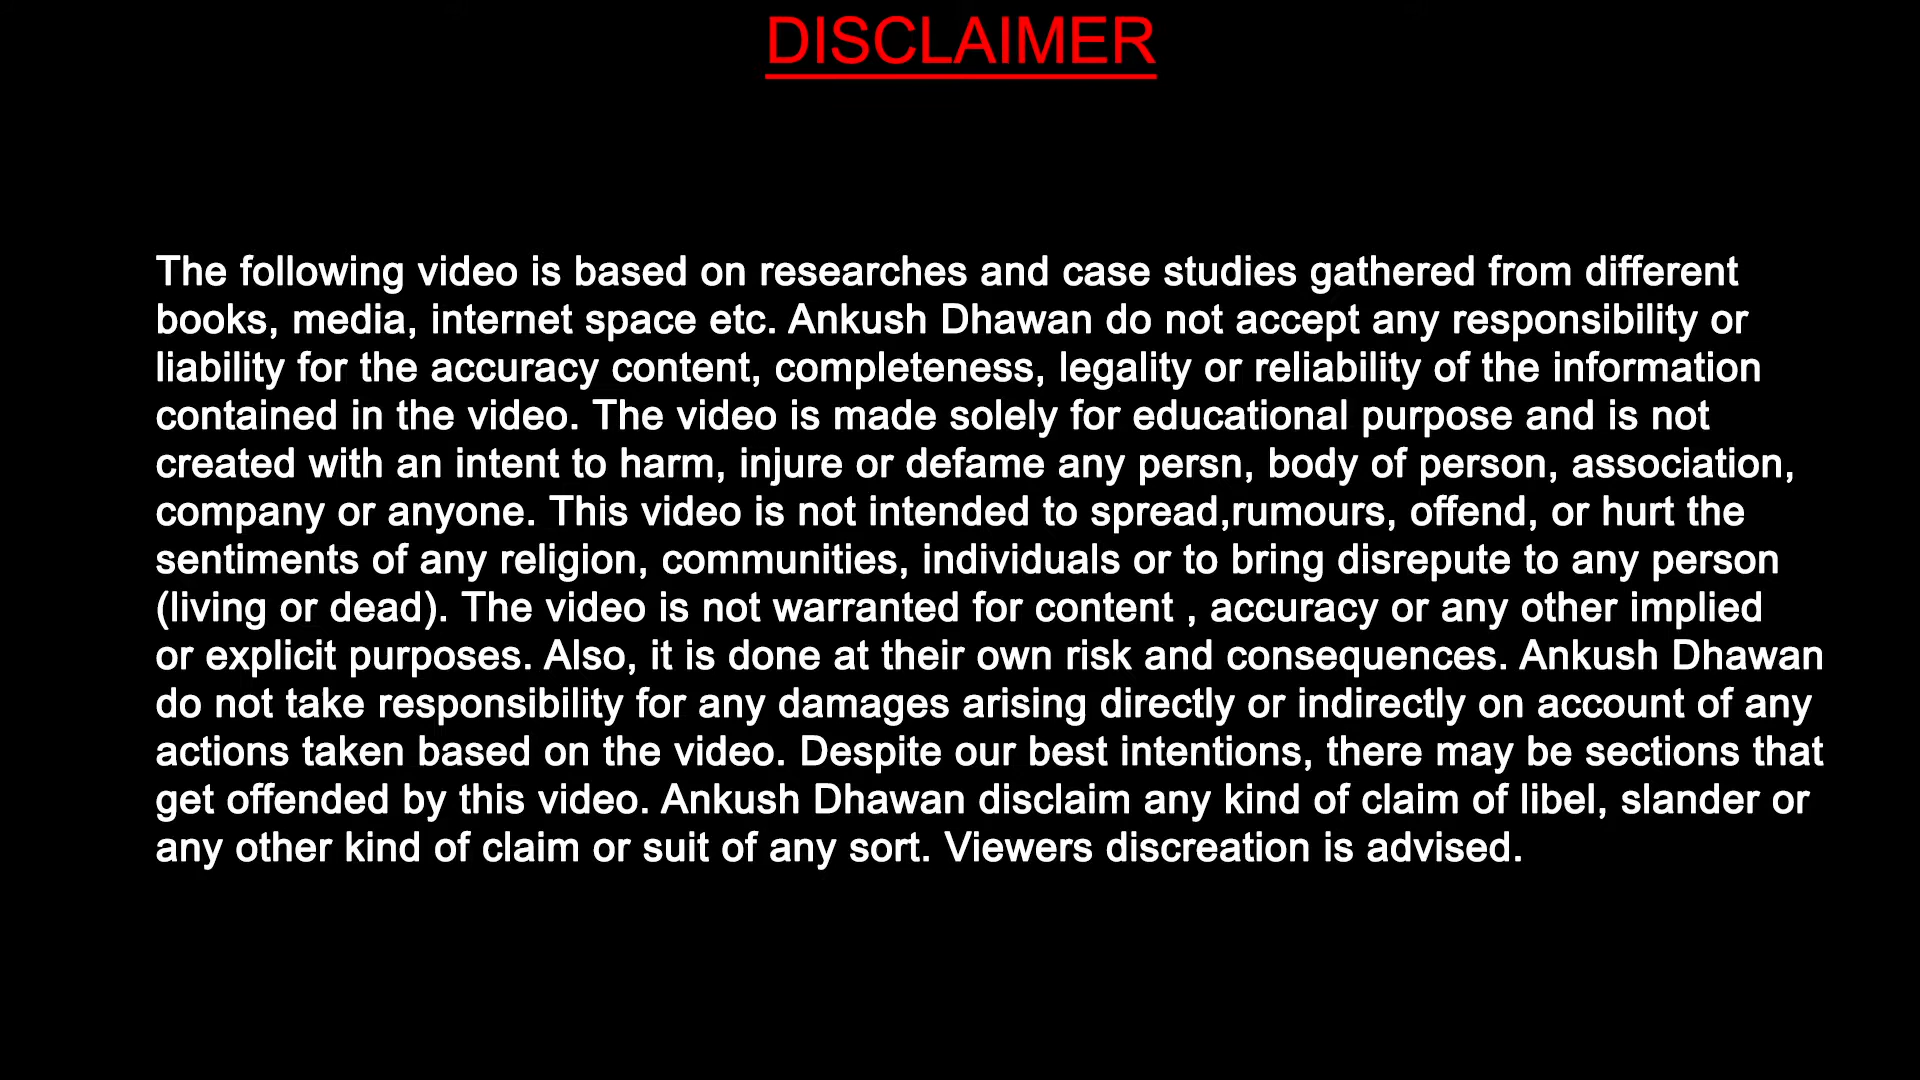 DISCLAIMER
The following video is based on researches and case studies gathered from different
books, media, internet space etc. Ankush Dhawan do not accept any responsibility or
liability for the accuracy content, completeness, legality or reliability of the information
contained in the video. The video is made solely for educational purpose and is not
created with an intent to harm, injure or defame any persn, body of person, association,
company or anyone. This video is not intended to spread,rumours, offend, or hurt the
sentiments of any religion, communities, individuals or to bring disrepute to any person
(living or dead). The video is not warranted for content , accuracy or any other implied
or explicit purposes. Also, it is done at their own risk and consequences. Ankush Dhawan
do not take responsibility for any damages arising directly or indirectly on account of any
actions taken based on the video. Despite our best intentions, there may be sections that
get offended by this video. Ankush Dhawan disclaim any kind of claim of libel, slander or
any other kind of claim or suit of any sort. Viewers discreation is advised.